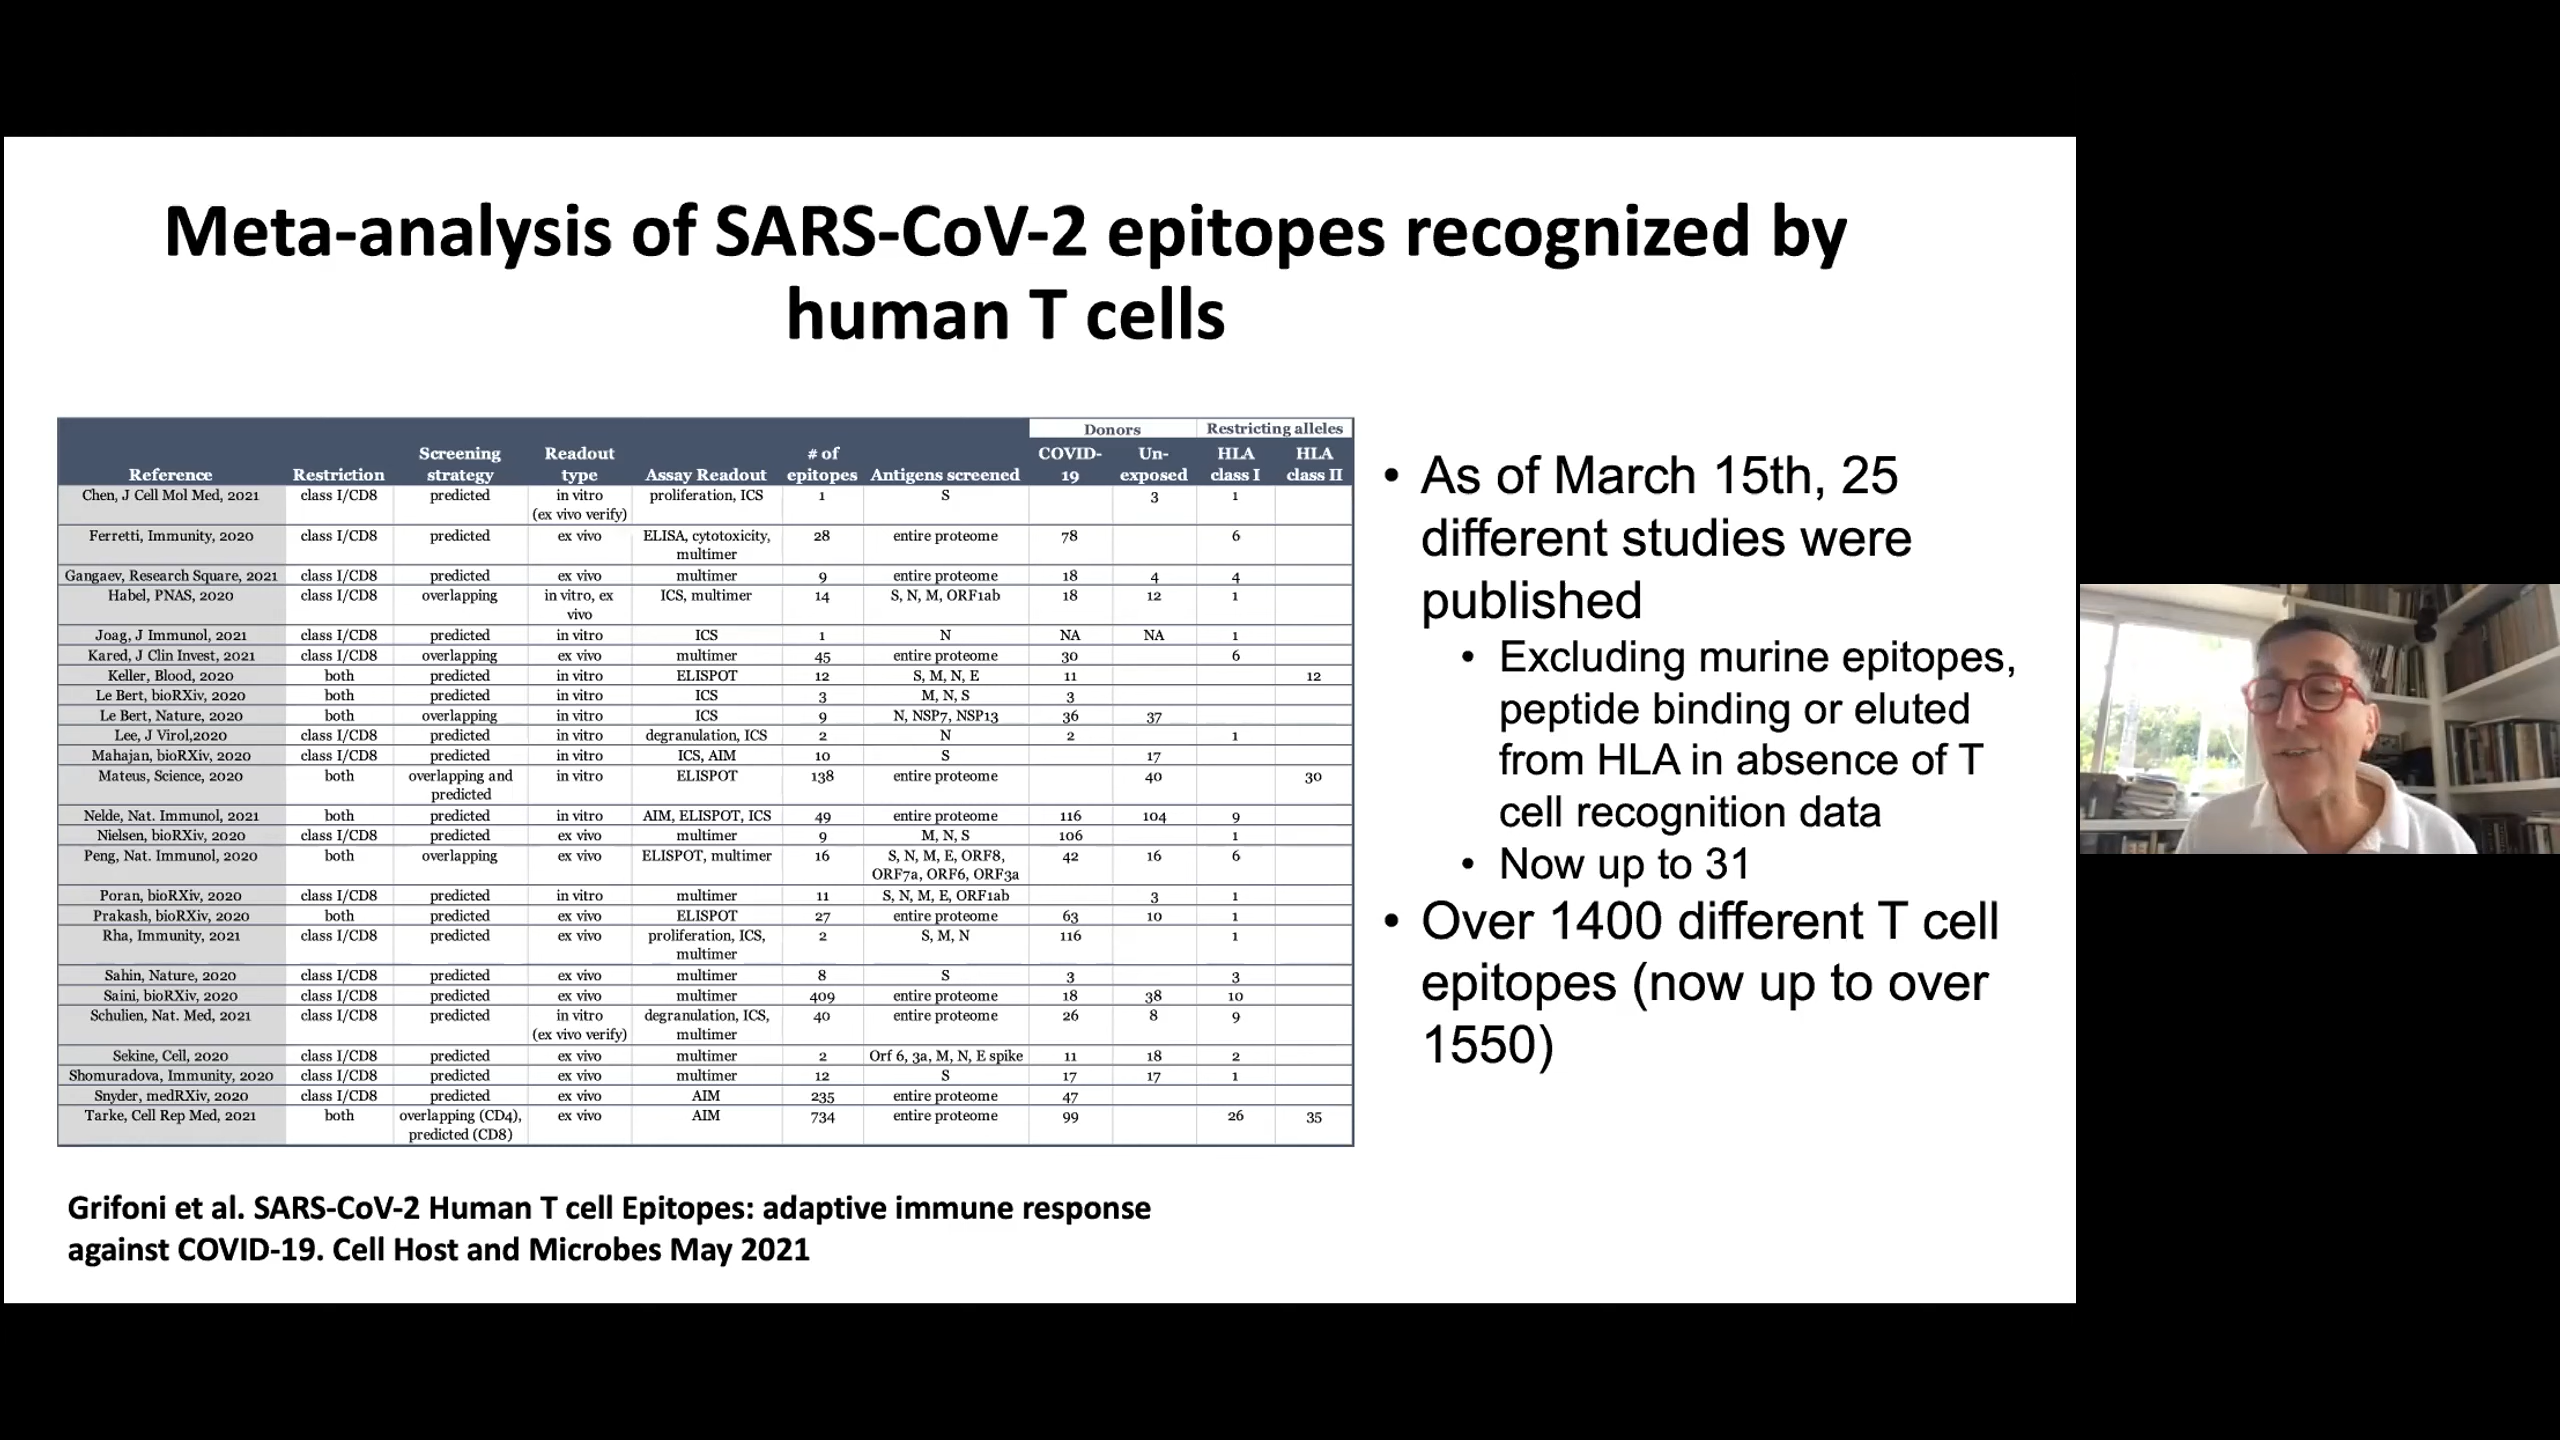 Meta-analysis of SARS-CoV-2 epitopes recognized by
human T cells
Donors Restricting alleles
Reference Restriction Screening strategy Readout type Assay Readout # of epitopes Antigens screened COVID-19 Un-exposed HLA class I HLA class II
Chen, J Cell Mol Med, 2021 class I/CD8 predicted in vitro (ex vivo verify) proliferation, ICS 1 S 3 1
Ferretti, Immunity, 2020 class I/CD8 predicted ex vivo ELISA, cytotoxicity, multimer 28 entire proteome 78 6
Gangaev, Research Square, 2021 class I/CD8 predicted ex vivo multimer 9 entire proteome 18 4 4
Habel, PNAS, 2020 class I/CD8 overlapping in vitro, ex vivo ICS, multimer 14 S, N, M, ORF1ab 18 12 1
Joag, J Immunol, 2021 class I/CD8 predicted in vitro ICS 1 N NA NA 1
Kared, J Clin Invest, 2021 class I/CD8 overlapping ex vivo multimer 45 entire proteome 30 6
Keller, Blood, 2020 both predicted in vitro ELISPOT 12 S, M, N, E 11 12
Le Bert, bioRXiv, 2020 both predicted in vitro ICS 3 M, N, S 3
Le Bert, Nature, 2020 both overlapping in vitro ICS 9 N, NSP7, NSP13 36 37
Lee, J Virol,2020 class I/CD8 predicted in vitro degranulation, ICS 2 N 2 1
Mahajan, bioRXiv, 2020 class I/CD8 predicted in vitro ICS, AIM 10 S 17
Mateus, Science, 2020 both overlapping and predicted in vitro ELISPOT 138 entire proteome 40 30
Nelde, Nat. Immunol, 2021 both predicted in vitro AIM, ELISPOT, ICS 49 entire proteome 116 104 9
Nielsen, bioRXiv, 2020 class I/CD8 predicted ex vivo multimer 9 M, N, S 106 1
Peng, Nat. Immunol, 2020 both overlapping ex vivo ELISPOT, multimer 16 S, N, M, E, ORF8, ORF7a, ORF6, ORF3a 42 16 6
Poran, bioRXiv, 2020 class I/CD8 predicted in vitro multimer 11 S, N, M, E, ORF1ab 3 1
Prakash, bioRXiv, 2020 both predicted ex vivo ELISPOT 27 entire proteome 63 10 1
Rha, Immunity, 2021 class I/CD8 predicted ex vivo proliferation, ICS, multimer 2 S, M, N 116 1
Sahin, Nature, 2020 class I/CD8 predicted ex vivo multimer 8 S 3 3
Saini, bioRXiv, 2020 class I/CD8 predicted ex vivo multimer 409 entire proteome 18 38 10
Schulien, Nat. Med, 2021 class I/CD8 predicted in vitro (ex vivo verify) degranulation, ICS, multimer 40 entire proteome 26 8 9
Sekine, Cell, 2020 class I/CD8 predicted ex vivo multimer 2 Orf 6, 3a, M, N, E spike 11 18 2
Shomuradova, Immunity, 2020 class I/CD8 predicted ex vivo multimer 12 S 17 17 1
Snyder, medRXiv, 2020 class I/CD8 predicted ex vivo AIM 235 entire proteome 47
Tarke, Cell Rep Med, 2021 both overlapping (CD4), predicted (CD8) ex vivo AIM 734 entire proteome 99 26 35
• As of March 15th, 25
different studies were
published
• Excluding murine epitopes,
peptide binding or eluted
from HLA in absence of T
cell recognition data
• Now up to 31
• Over 1400 different T cell
epitopes (now up to over
1550)
Grifoni et al. SARS-CoV-2 Human T cell Epitopes: adaptive immune response
against COVID-19. Cell Host and Microbes May 2021